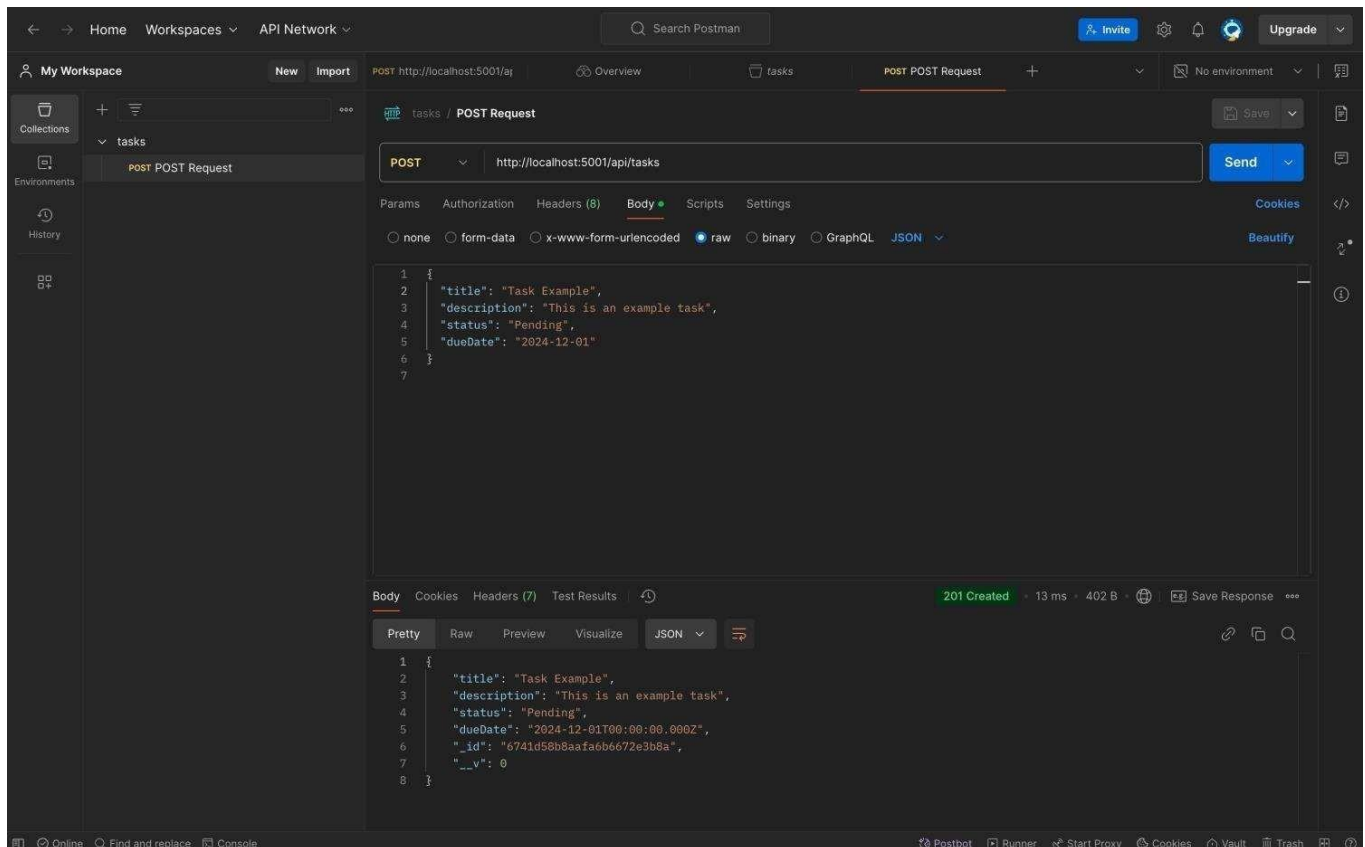 Home Workspaces API Network Search Postman Invite Upgrade
My Workspace New Import POST http://localhost:5001/ap Overview tasks POST POST Request No environment
Collections
Environments
History
tasks
POST POST Request
HTTP tasks / POST Request Save
POST http://localhost:5001/api/tasks Send
Params Authorization Headers (8) Body Scripts Settings Cookies
none form-data x-www-form-urlencoded raw binary GraphQL JSON Beautify
1 {
2 "title": "Task Example",
3 "description": "This is an example task",
4 "status": "Pending",
5 "dueDate": "2024-12-01"
6 }
7
Body Cookies Headers (7) Test Results 201 Created 13 ms 402 B e.g. Save Response
Pretty Raw Preview Visualize JSON
1 {
2 "title": "Task Example",
3 "description": "This is an example task",
4 "status": "Pending",
5 "dueDate": "2024-12-01T00:00:00.000Z",
6 "_id": "6741d58b8aafa6b6672e3b8a",
7 "__v": 0
8 }
Online Find and replace Console Postbot Runner Start Proxy Cookies Vault Trash